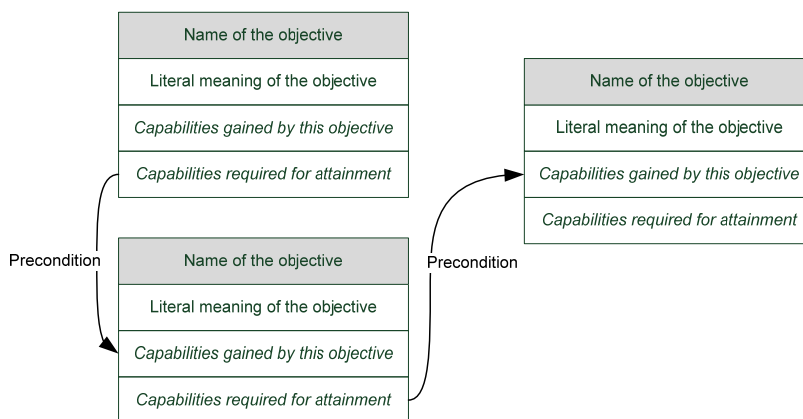 Name of the objective
Literal meaning of the objective
Capabilities gained by this objective
Capabilities required for attainment
Name of the objective
Literal meaning of the objective
Capabilities gained by this objective
Capabilities required for attainment
Precondition
Precondition
Name of the objective
Literal meaning of the objective
Capabilities gained by this objective
Capabilities required for attainment